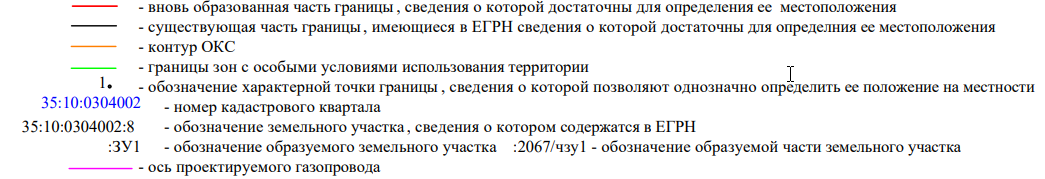 - вновь образованная часть границы, сведения о которой достаточны для определения ее местоположения
- существующая часть границы, имеющиеся в ЕГРН сведения о которой достаточны для определния ее местоположения
- контур ОКС
- границы зон с особыми условиями использования территории
1. - обозначение характерной точки границы, сведения о которой позволяют однозначно определить ее положение на местности
35:10:0304002 - номер кадастрового квартала
35:10:0304002:8 - обозначение земельного участка, сведения о котором содержатся в ЕГРН
:ЗУ1 - обозначение образуемого земельного участка :2067/чзу1 - обозначение образуемой части земельного участка
- ось проектируемого газопровода